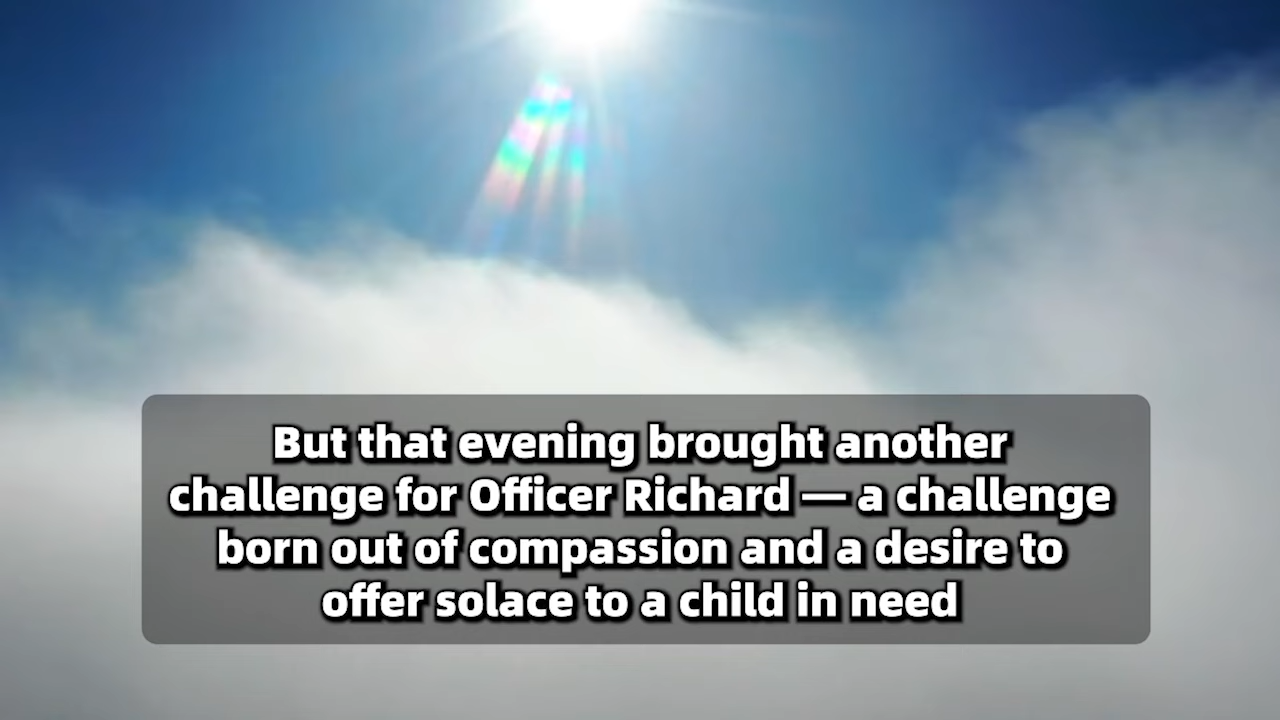 But that evening brought another
challenge for Officer Richard — a challenge
born out of compassion and a desire to
offer solace to a child in need